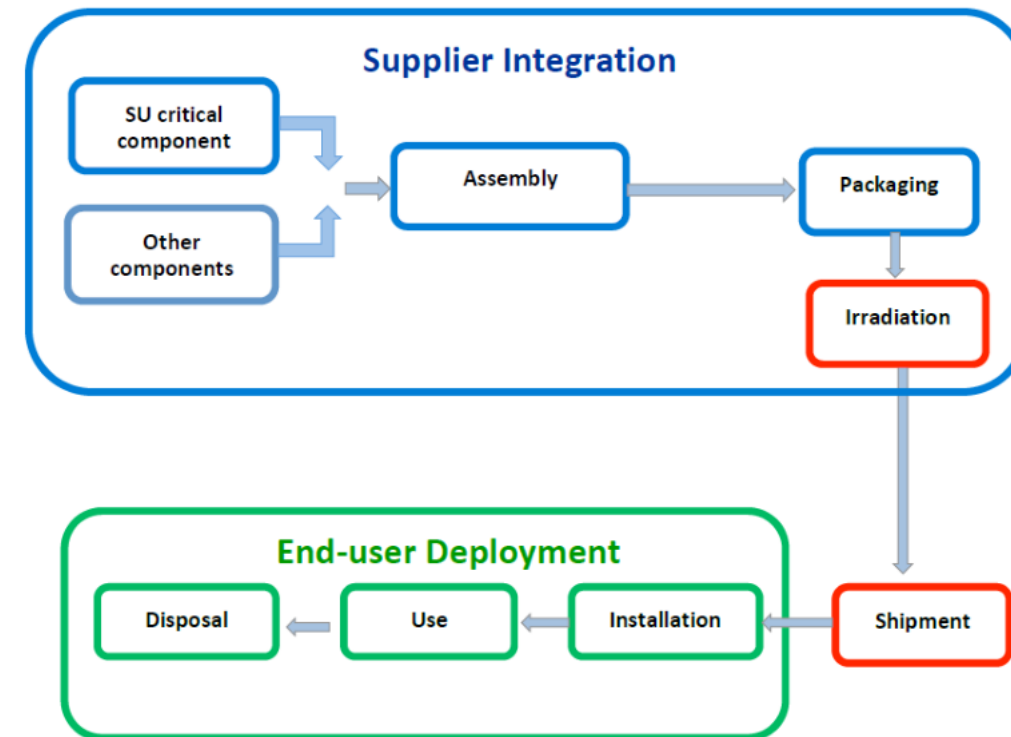 Supplier Integration
SU critical
component
Other
components
Assembly
Packaging
Irradiation
Shipment
End-user Deployment
Installation
Use
Disposal